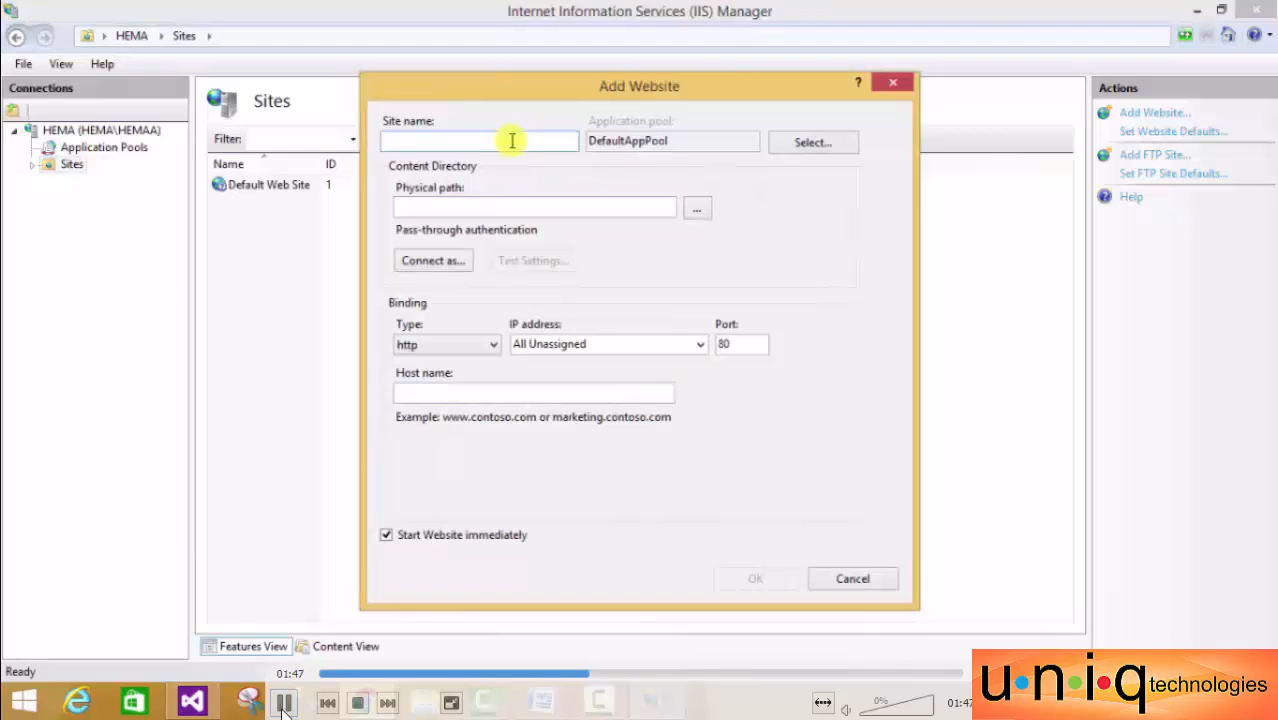 Internet Information Services (IIS) Manager
HEMA
Sites
File View Help
Connections
HEMA (HEMA\HEMAA)
Application Pools
Sites
Sites
Filter:
Name ID
Default Web Site 1
Add Website
?
Site name:
Application pool:
DefaultAppPool
Select...
Content Directory
Physical path:
...
Pass-through authentication
Connect as...
Test Settings...
Binding
Type:
IP address:
Port:
http
All Unassigned
80
Host name:
Example: www.contoso.com or marketing.contoso.com
Start Website immediately
OK
Cancel
Actions
Add Website...
Set Website Defaults...
Add FTP Site...
Set FTP Site Defaults...
Help
Features View
Content View
Ready
01:47
0%
01:47
uniq technologies